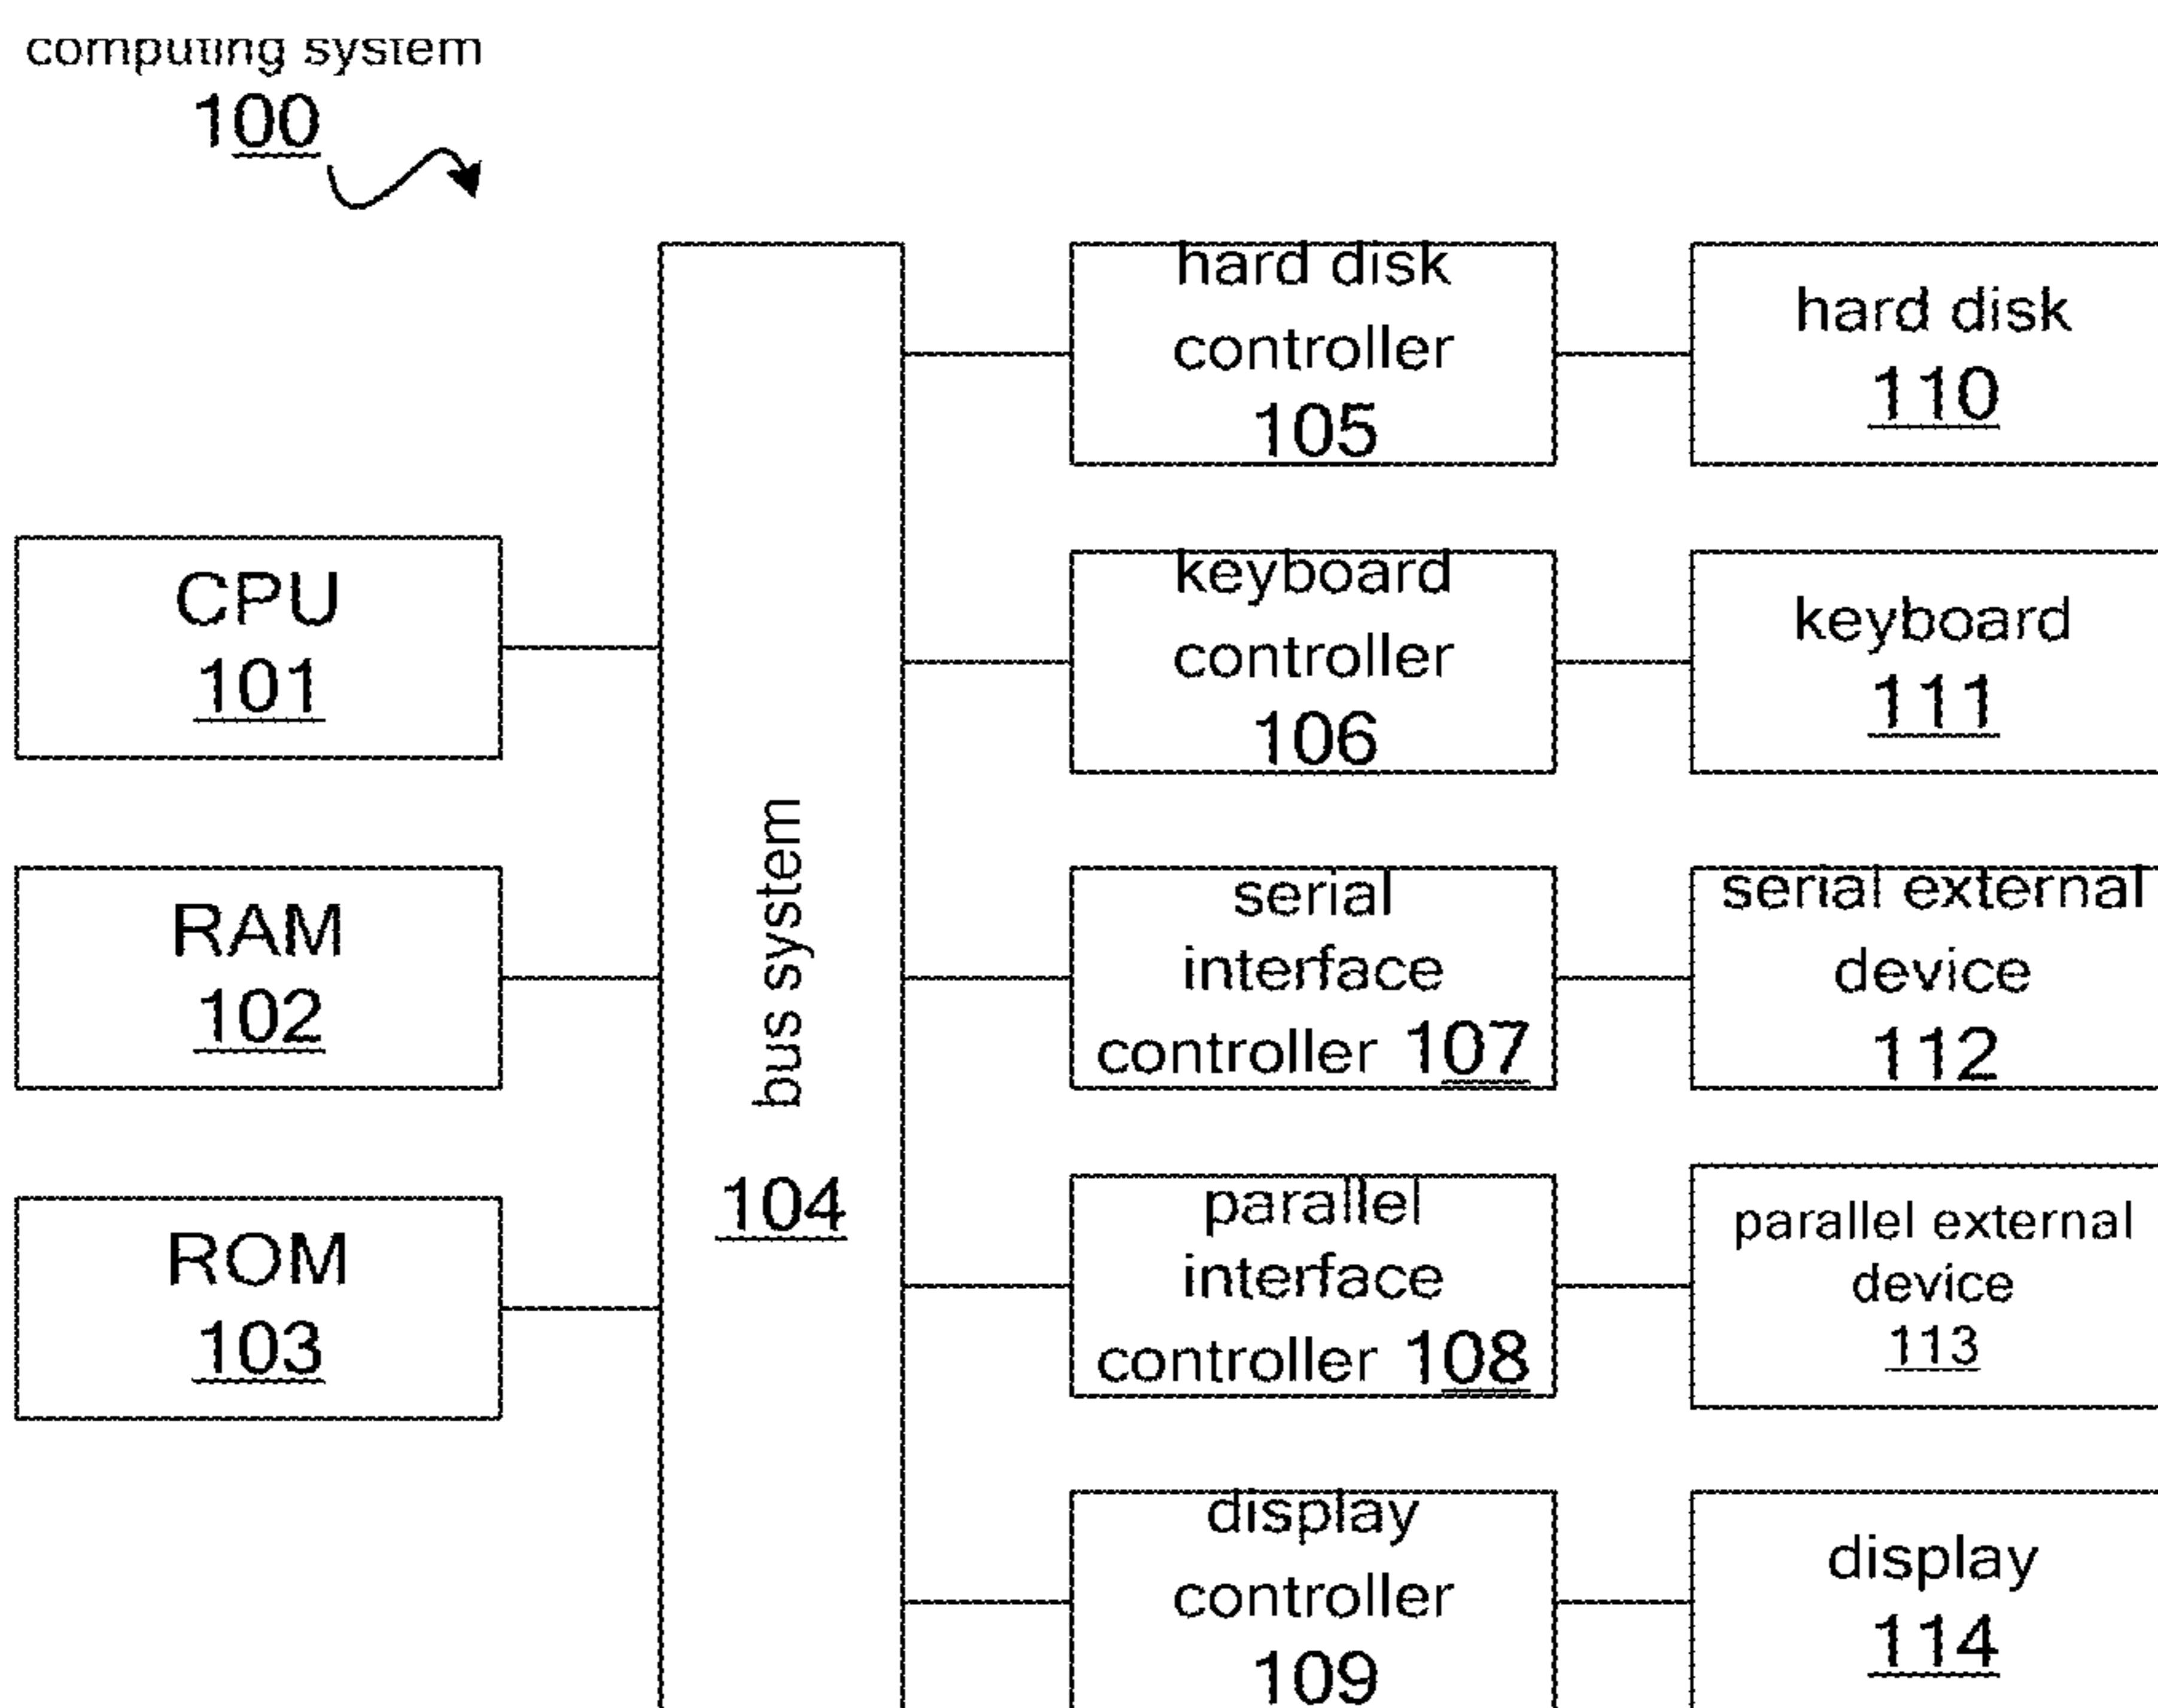 computing system
100
hard disk
controller
105
hard disk
110
CPU
101
keyboard
controller
106
keyboard
111
RAM
102
bus system
104
serial
interface
controller 107
serial external
device
112
ROM
103
parallel
interface
controller 108
parallel external
device
113
display
controller
109
display
114